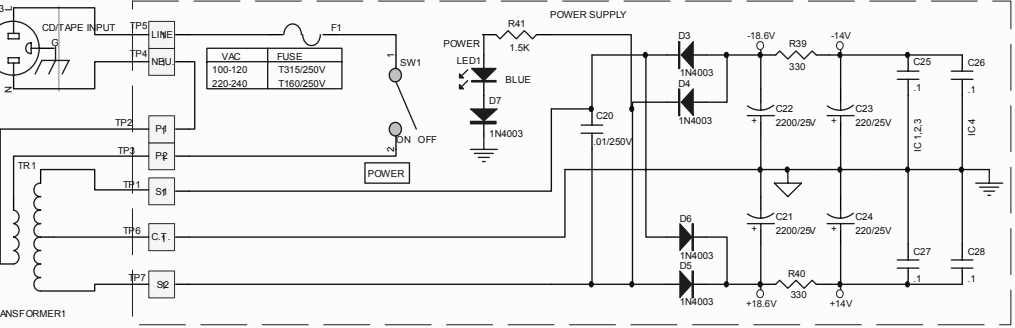 3
L
CD/TAPE INPUT
G
N
TP5
LINE
TP4
NEU.
TP2
P1
TP3
P2
TR1
TP1
S1
TP6
C.T.
TP7
S2
ANSFORMER1
F1
VAC FUSE
100-120 T315/250V
220-240 T160/250V
1
SW1
ON OFF
2
POWER
POWER SUPPLY
R41
1.5K
POWER
LED1
BLUE
D7
1N4003
C20
.01/250V
D3
1N4003
D4
1N4003
D6
1N4003
D5
1N4003
-18.6V
R39
330
-14V
C22
2200/25V
+
C23
220/25V
+
C25
.1
IC 1,2,3
C26
.1
IC 4
C21
2200/25V
+
C24
220/25V
+
C27
.1
C28
.1
R40
330
+18.6V
+14V